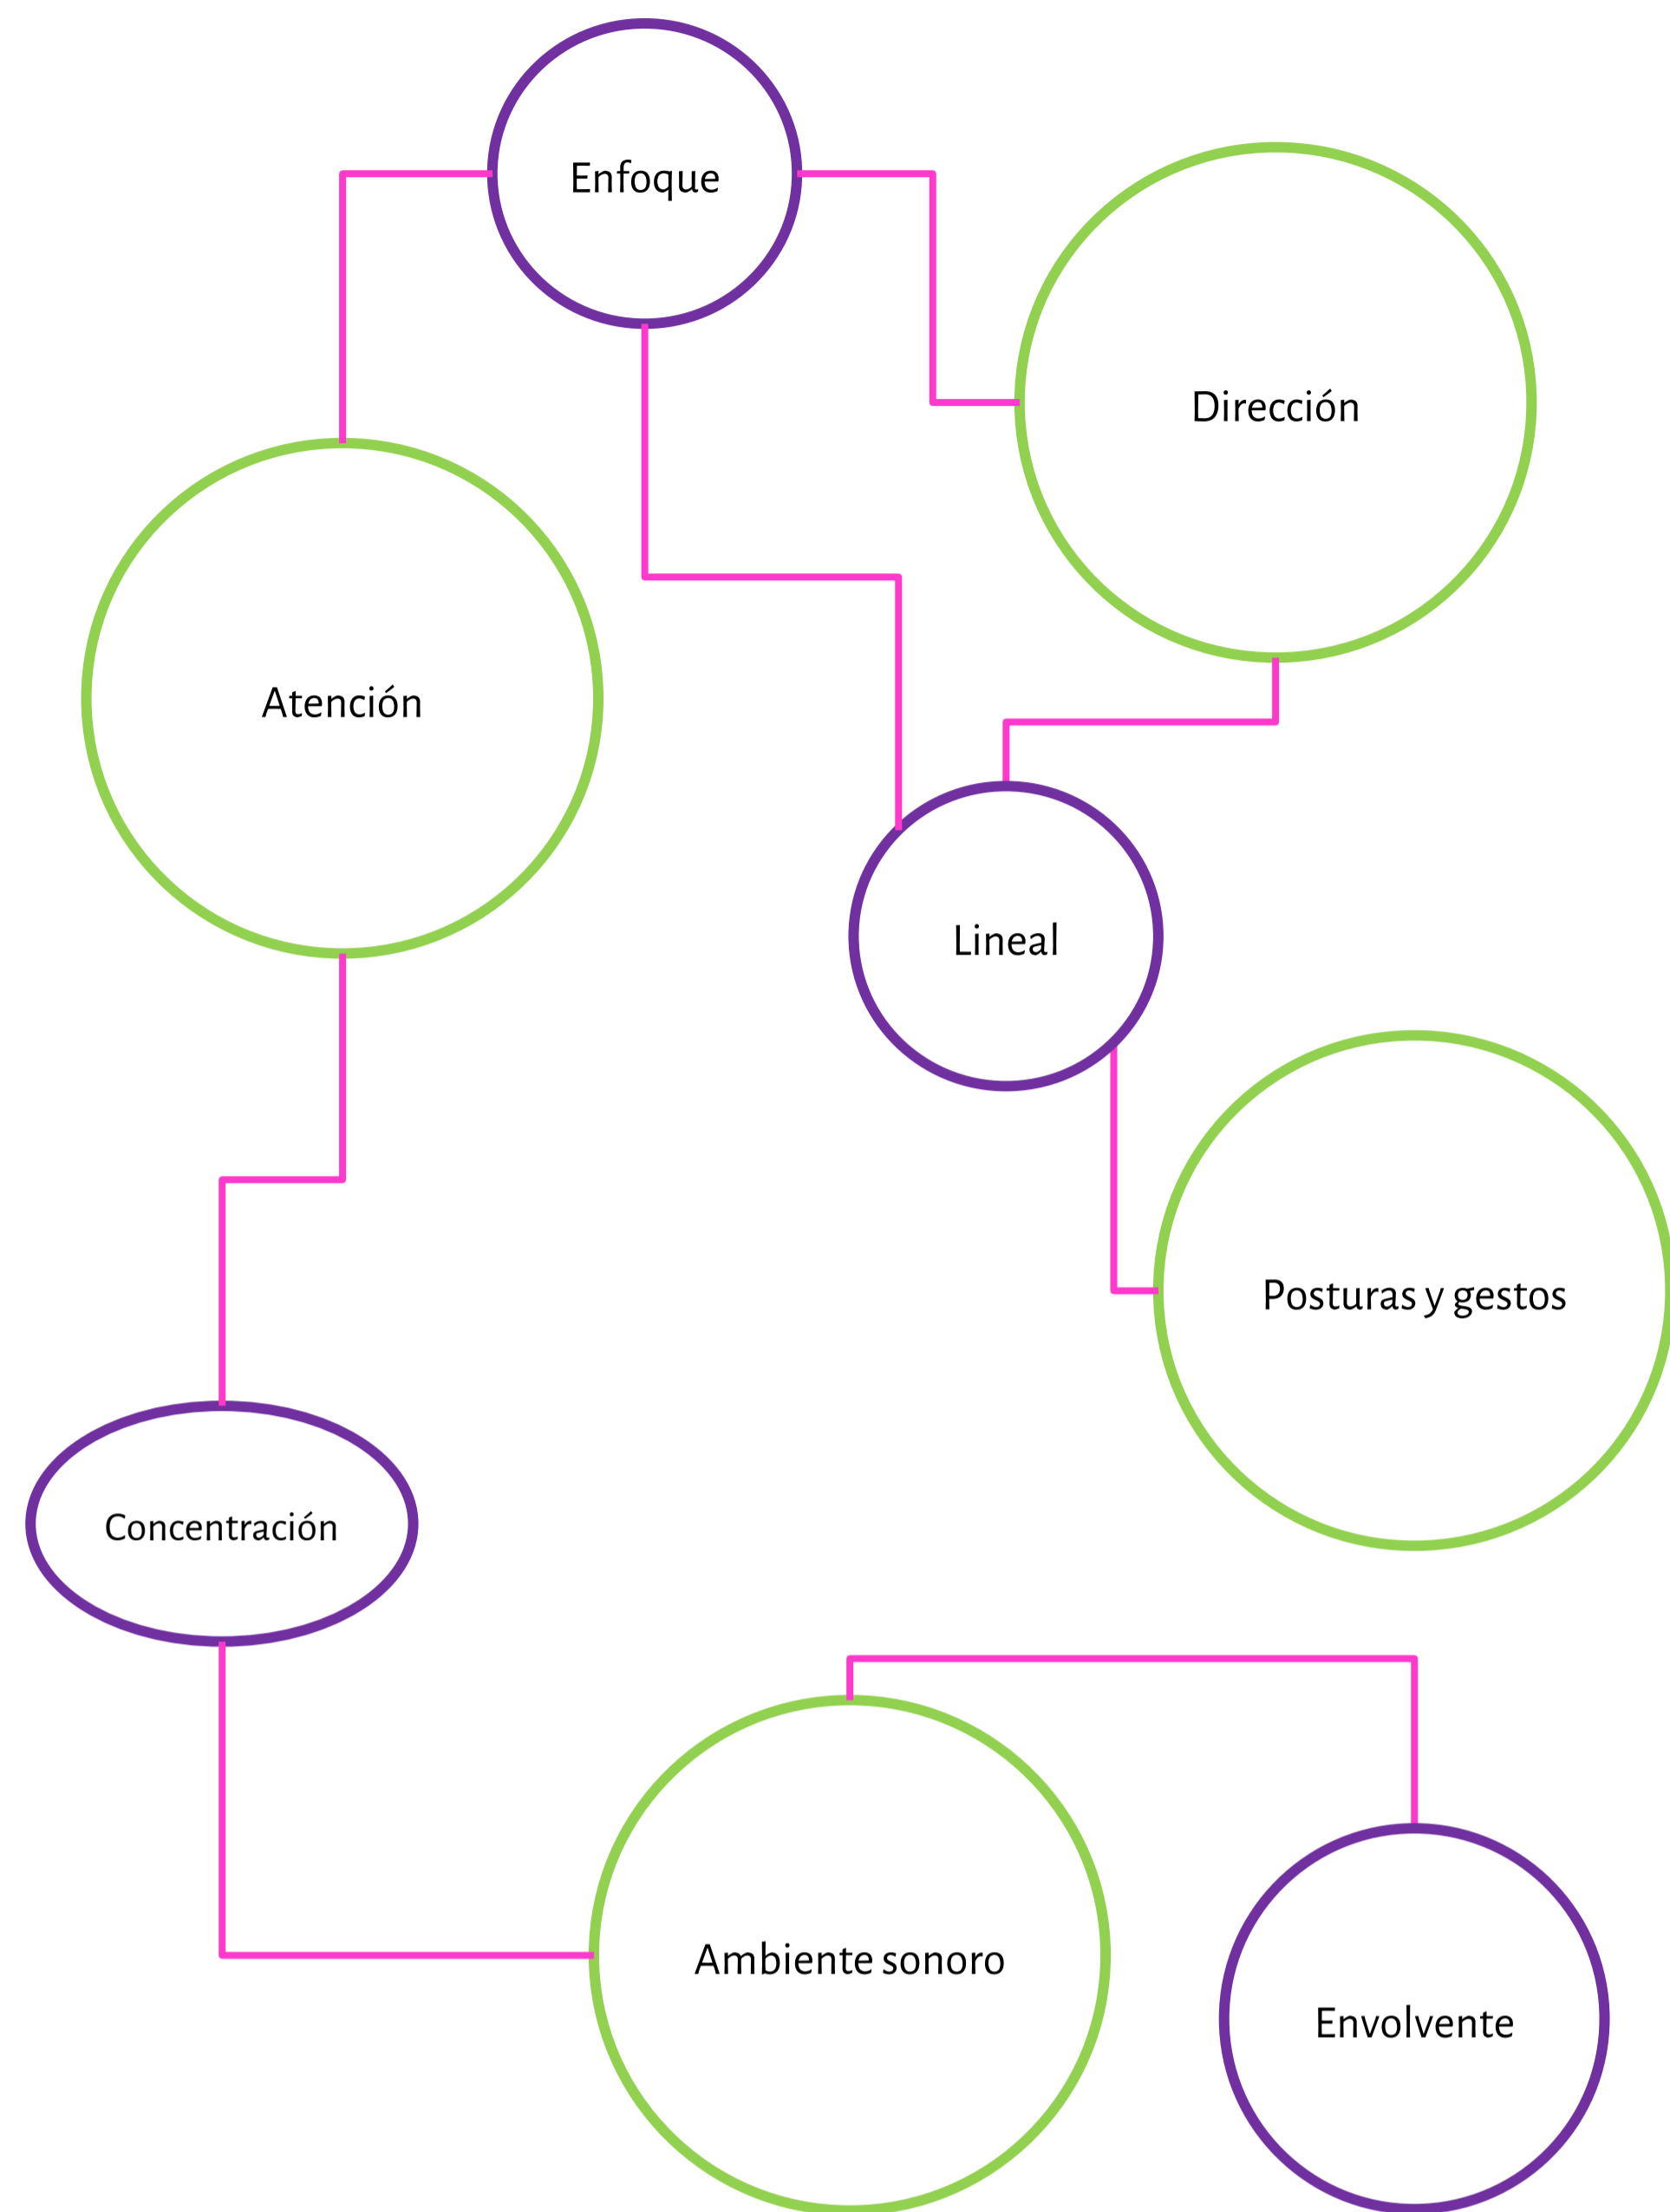 Enfoque
Dirección
Atención
Lineal
Posturas y gestos
Concentración
Ambiente sonoro
Envolvente